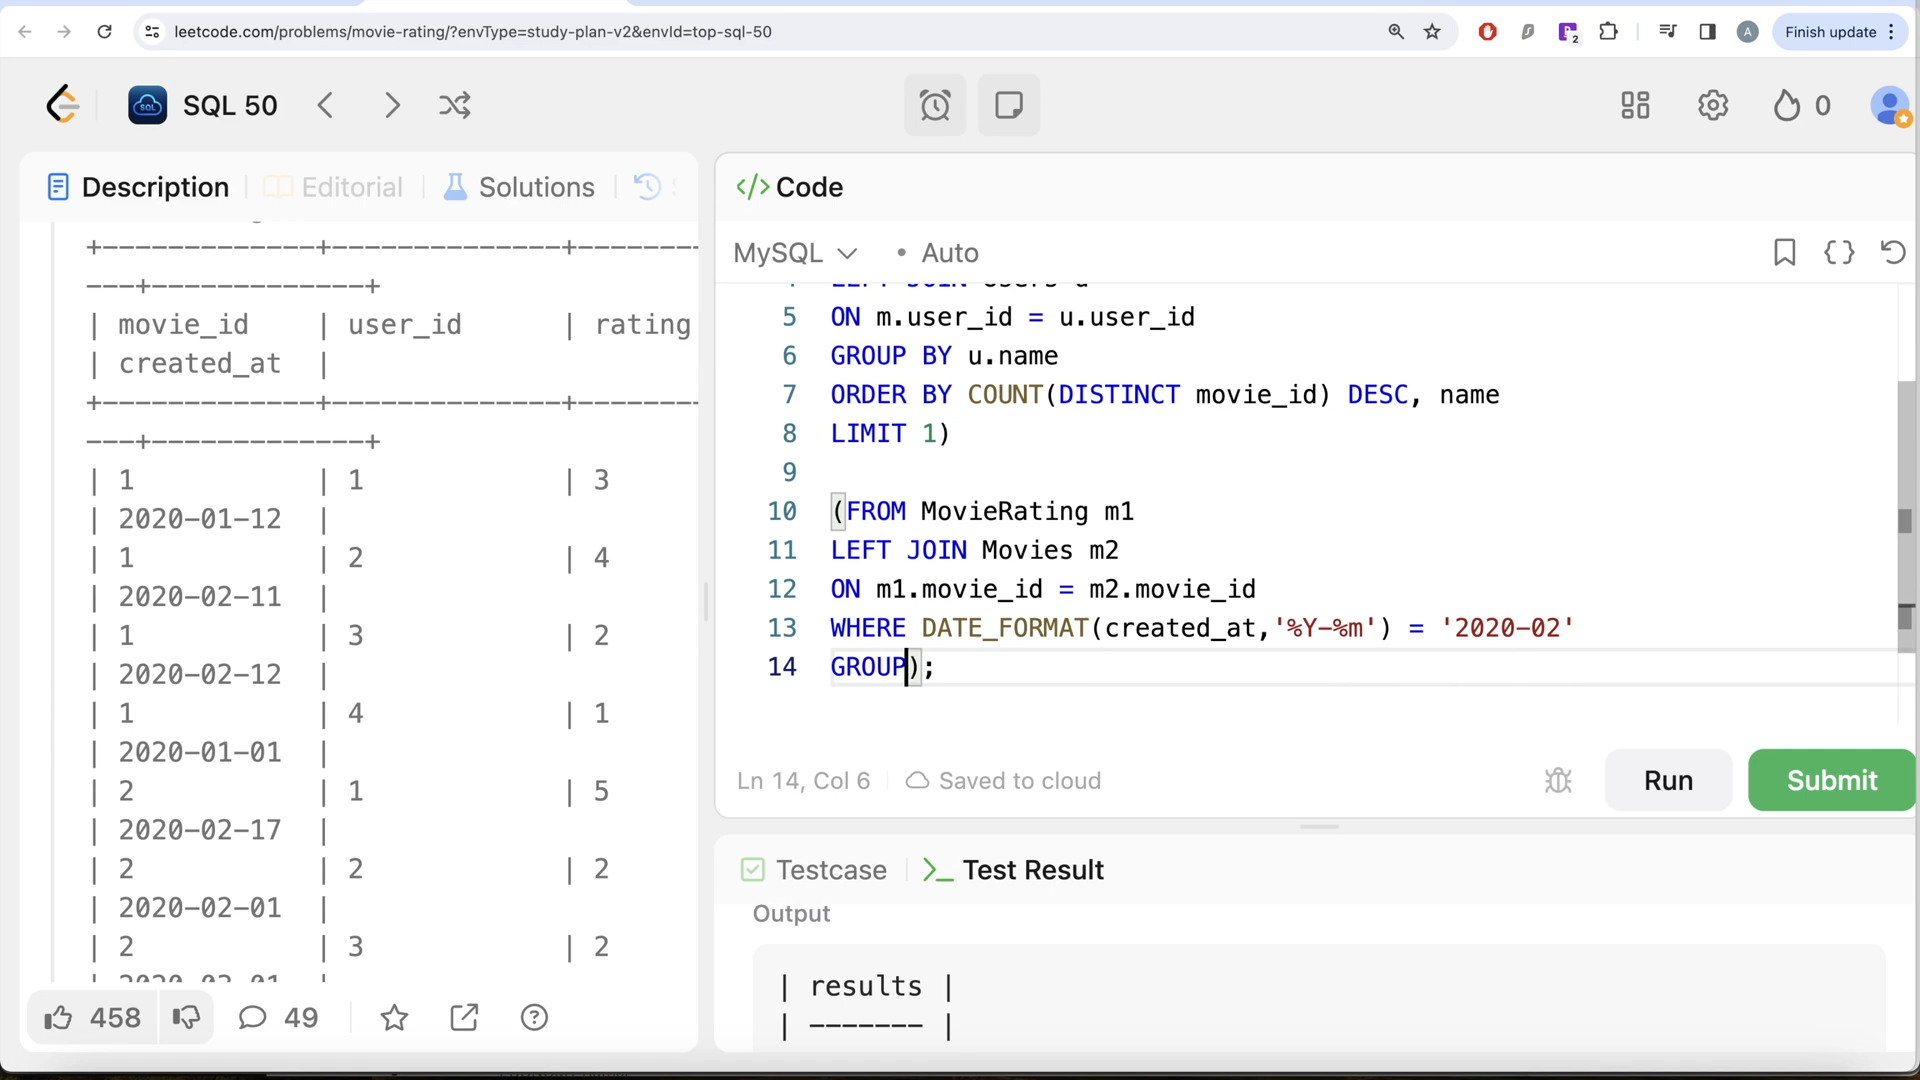 leetcode.com/problems/movie-rating/?envType=study-plan-v2&envId=top-sql-50
2
A
Finish update
SQL
SQL 50
0
Description
Editorial
Solutions
+-------------+---------------+--------
---+-------------+
| movie_id | user_id | rating
| created_at |
+-------------+---------------+--------
---+-------------+
| 1 | 1 | 3
| 2020-01-12 |
| 1 | 2 | 4
| 2020-02-11 |
| 1 | 3 | 2
| 2020-02-12 |
| 1 | 4 | 1
| 2020-01-01 |
| 2 | 1 | 5
| 2020-02-17 |
| 2 | 2 | 2
| 2020-02-01 |
| 2 | 3 | 2
458
49
</> Code
MySQL • Auto
4 LEFT JOIN Users u
5 ON m.user_id = u.user_id
6 GROUP BY u.name
7 ORDER BY COUNT(DISTINCT movie_id) DESC, name
8 LIMIT 1)
9
10 (FROM MovieRating m1
11 LEFT JOIN Movies m2
12 ON m1.movie_id = m2.movie_id
13 WHERE DATE_FORMAT(created_at,'%Y-%m') = '2020-02'
14 GROUP);
Ln 14, Col 6
Saved to cloud
Run
Submit
Testcase
>_ Test Result
Output
| results |
| ------- |